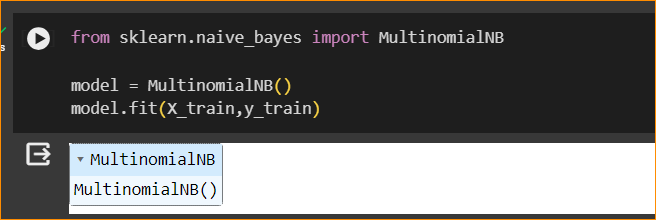 s
from sklearn.naive_bayes import MultinomialNB
model = MultinomialNB()
model.fit(X_train,y_train)
MultinomialNB
MultinomialNB()